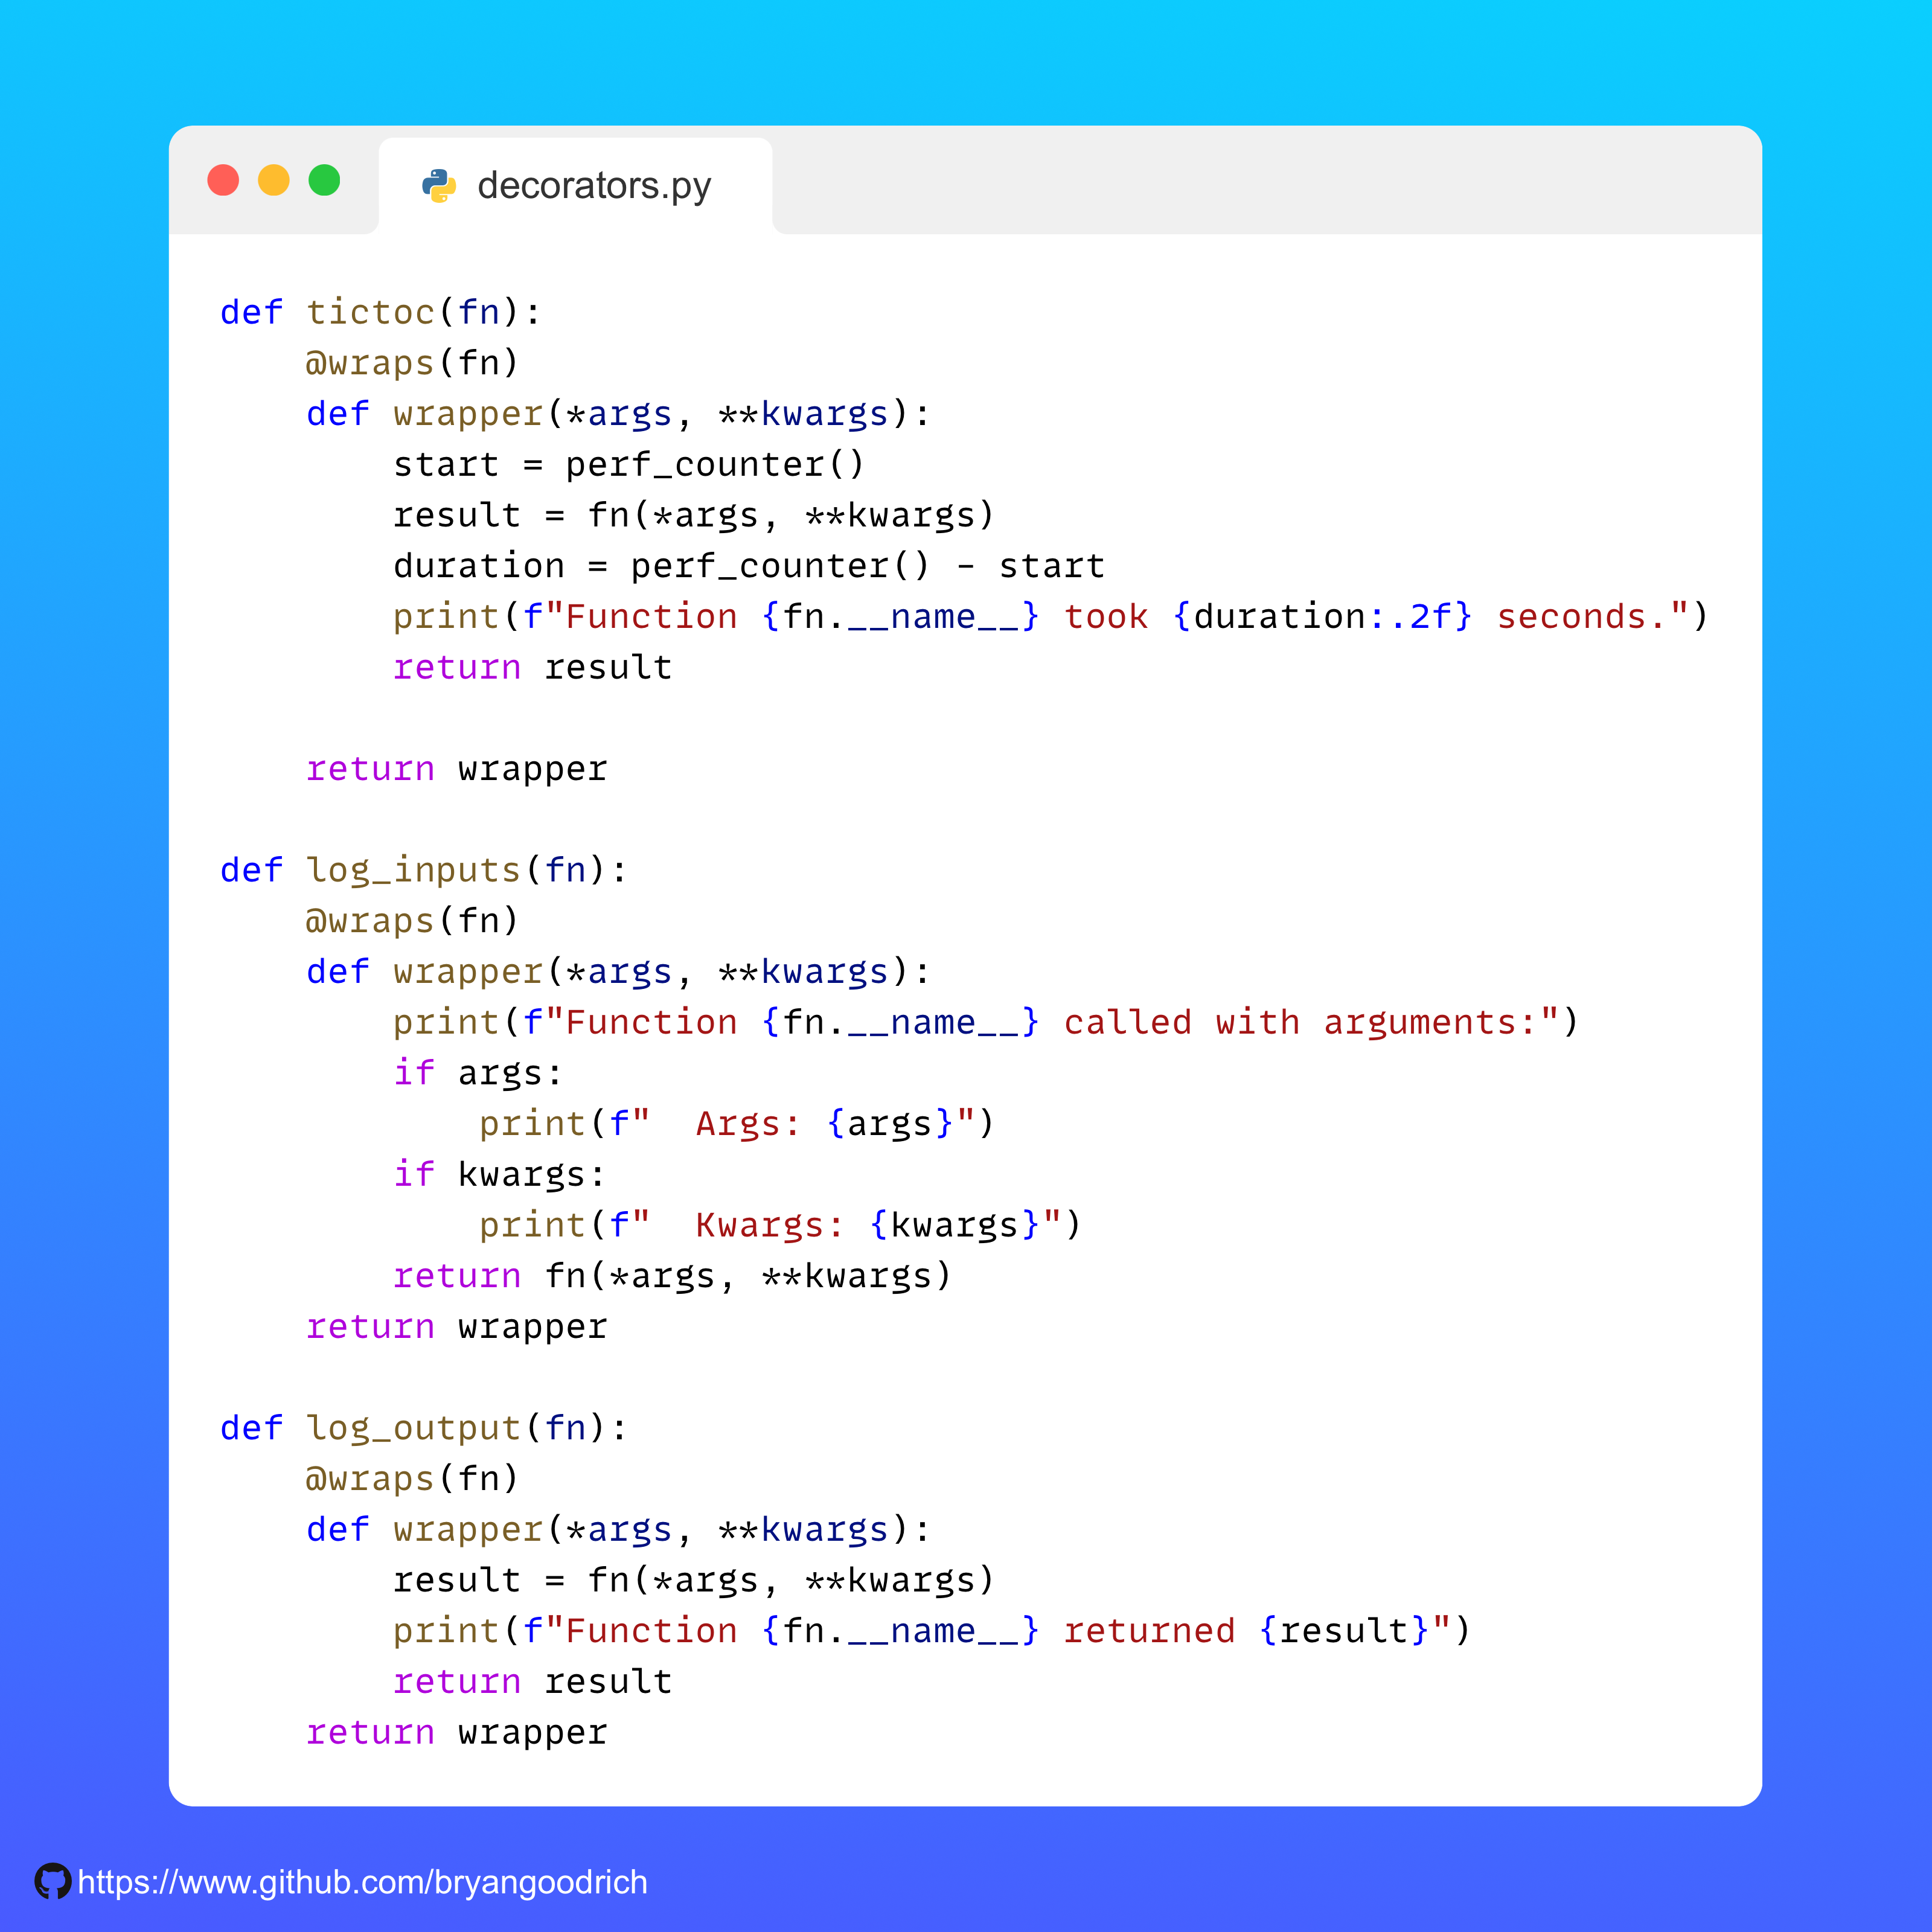 decorators.py
def tictoc(fn):
    @wraps(fn)
    def wrapper(*args, **kwargs):
        start = perf_counter()
        result = fn(*args, **kwargs)
        duration = perf_counter() - start
        print(f"Function {fn.__name__} took {duration:.2f} seconds.")
        return result

    return wrapper

def log_inputs(fn):
    @wraps(fn)
    def wrapper(*args, **kwargs):
        print(f"Function {fn.__name__} called with arguments:")
        if args:
            print(f"  Args: {args}")
        if kwargs:
            print(f"  Kwargs: {kwargs}")
        return fn(*args, **kwargs)
    return wrapper

def log_output(fn):
    @wraps(fn)
    def wrapper(*args, **kwargs):
        result = fn(*args, **kwargs)
        print(f"Function {fn.__name__} returned {result}")
        return result
    return wrapper
https://www.github.com/bryangoodrich